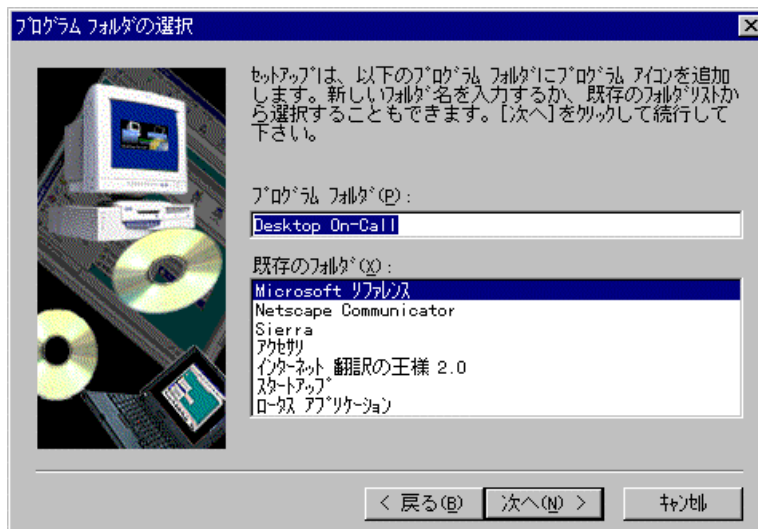 ﾌﾟﾛｸﾞﾗﾑ ﾌｫﾙﾀﾞの選択
ｾｯﾄｱｯﾌﾟは、以下のﾌﾟﾛｸﾞﾗﾑ ﾌｫﾙﾀﾞにﾌﾟﾛｸﾞﾗﾑ ｱｲｺﾝを追加
します。新しいﾌｫﾙﾀﾞ名を入力するか、既存のﾌｫﾙﾀﾞﾘｽﾄか
ら選択することもできます。[次へ]をｸﾘｯｸして続行して
下さい。
ﾌﾟﾛｸﾞﾗﾑ ﾌｫﾙﾀﾞ(P):
Desktop On-Call
既存のﾌｫﾙﾀﾞ(X):
Microsoft ﾘﾌｧﾚﾝｽ
Netscape Communicator
Sierra
ｱｸｾｻﾘ
ｲﾝﾀｰﾈｯﾄ 翻訳の王様 2.0
ｽﾀｰﾄｱｯﾌﾟ
ﾛｰﾀｽ ｱﾌﾟﾘｹｰｼｮﾝ
< 戻る(B) 次へ(N) > ｷｬﾝｾﾙ